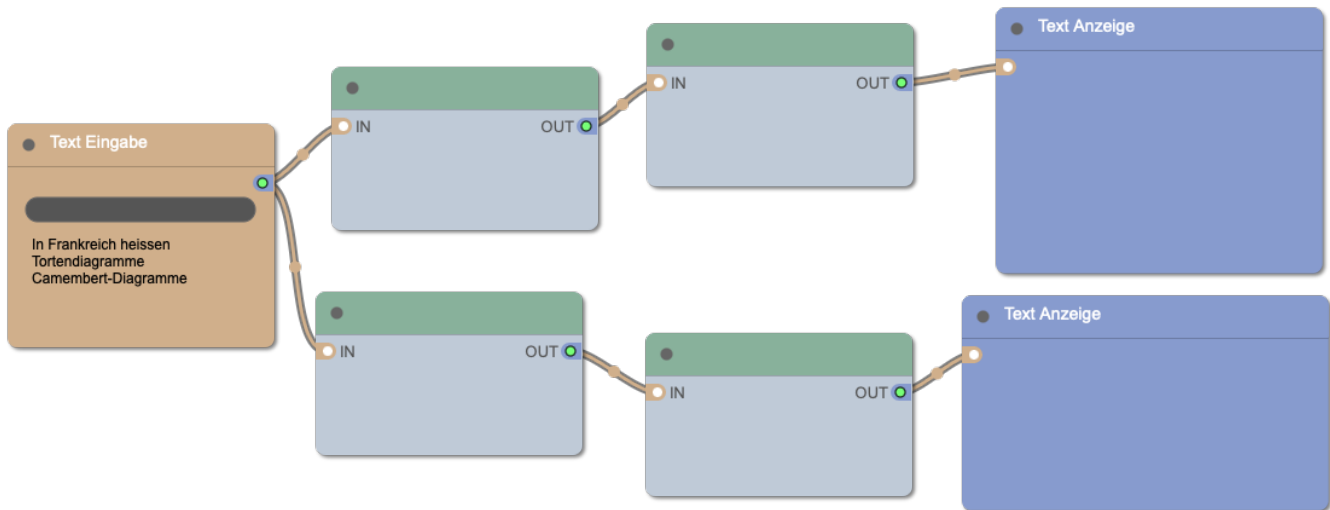 Text Anzeige
IN
OUT
IN
OUT
Text Eingabe
In Frankreich heissen
Tortendiagramme
Camembert-Diagramme
Text Anzeige
IN
OUT
IN
OUT